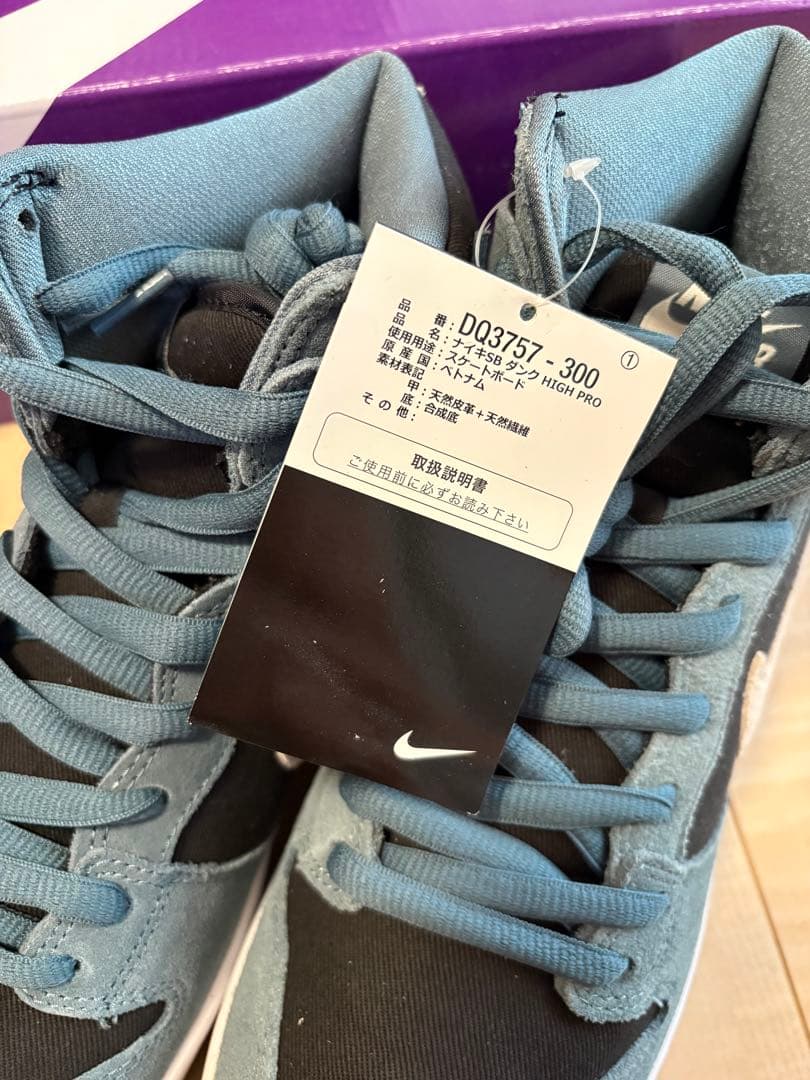 ①
品 番：DQ3757 - 300
品 名：ナイキSB ダンク HIGH PRO
使用用途：スケートボード
原 産 国：ベトナム
素材表記
甲：天然皮革＋天然繊維
底：合成底
そ の 他：
取扱説明書
ご使用前に必ずお読み下さい